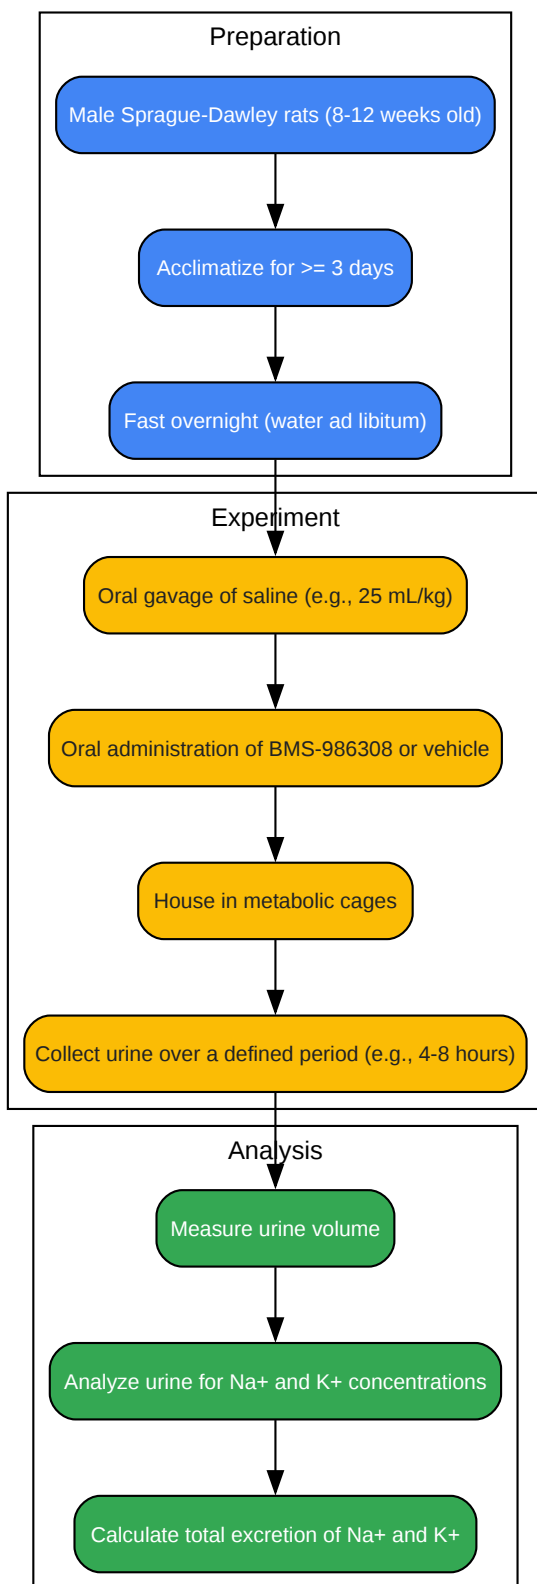 Preparation
Male Sprague-Dawley rats (8-12 weeks old)
Acclimatize for >= 3 days
Fast overnight (water ad libitum)
Experiment
Oral gavage of saline (e.g., 25 mL/kg)
Oral administration of BMS-986308 or vehicle
House in metabolic cages
Collect urine over a defined period (e.g., 4-8 hours)
Analysis
Measure urine volume
Analyze urine for Na+ and K+ concentrations
Calculate total excretion of Na+ and K+